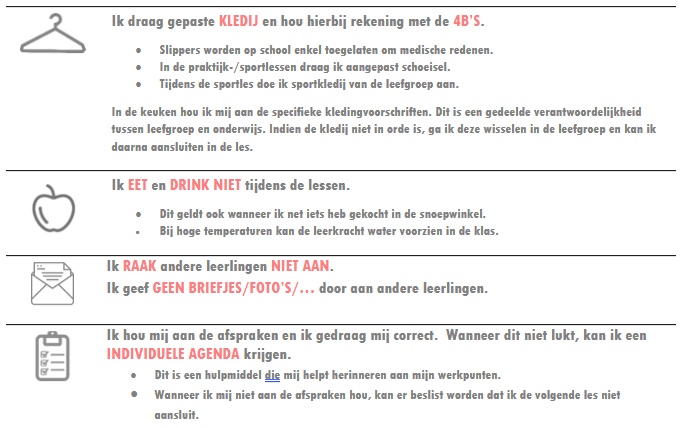 Ik draag gepaste KLEDIJ en hou hierbij rekening met de 4B'S.
• Slippers worden op school enkel toegelaten om medische redenen.
• In de praktijk-/sportlessen draag ik aangepast schoeisel.
• Tijdens de sportles doe ik sportkledij van de leefgroep aan.
In de keuken hou ik mij aan de specifieke kledingvoorschriften. Dit is een gedeelde verantwoordelijkheid
tussen leefgroep en onderwijs. Indien de kledij niet in orde is, ga ik deze wisselen in de leefgroep en kan ik
daarna aansluiten in de les.
Ik EET en DRINK NIET tijdens de lessen.
• Dit geldt ook wanneer ik net iets heb gekocht in de snoepwinkel.
• Bij hoge temperaturen kan de leerkracht water voorzien in de klas.
Ik RAAK andere leerlingen NIET AAN.
Ik geef GEEN BRIEFJES/FOTO'S/... door aan andere leerlingen.
Ik hou mij aan de afspraken en ik gedraag mij correct. Wanneer dit niet lukt, kan ik een
INDIVIDUELE AGENDA krijgen.
• Dit is een hulpmiddel die mij helpt herinneren aan mijn werkpunten.
• Wanneer ik mij niet aan de afspraken hou, kan er beslist worden dat ik de volgende les niet
aansluit.